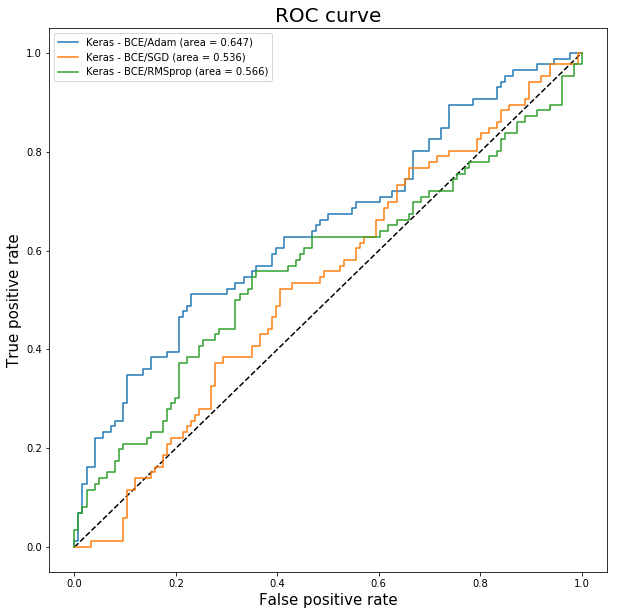 ROC curve
Keras - BCE/Adam (area = 0.647)
Keras - BCE/SGD (area = 0.536)
Keras - BCE/RMSprop (area = 0.566)
True positive rate
1.0
0.8
0.6
0.4
0.2
0.0
0.0 0.2 0.4 0.6 0.8 1.0
False positive rate